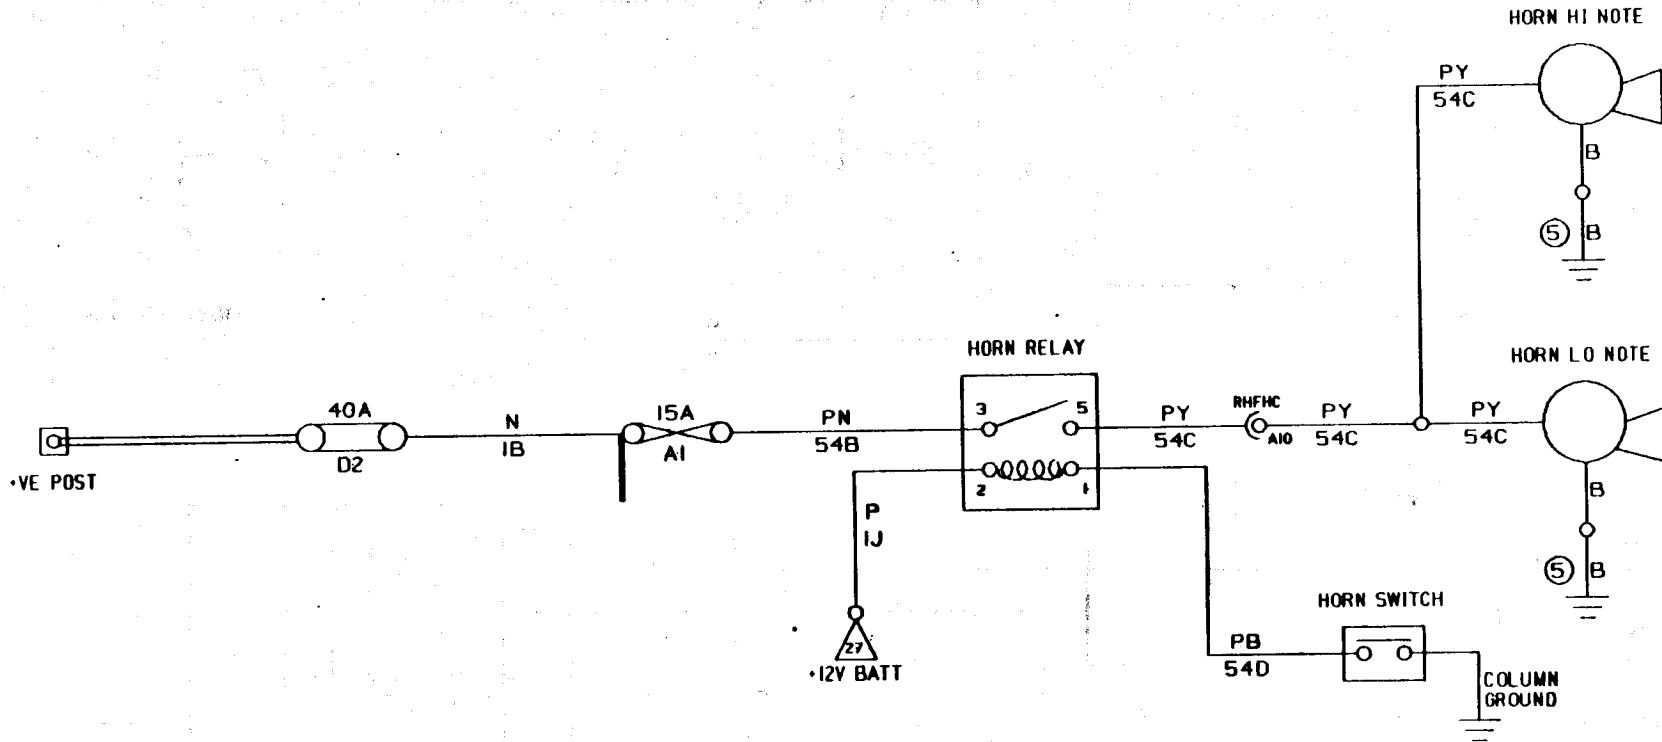 HORN HI NOTE
PY
54C
B
5 B
HORN RELAY
HORN LO NOTE
40A
D2
N
1B
15A
A1
PN
54B
3
5
2
1
PY
54C
RHFHC
A10
PY
54C
PY
54C
+VE POST
P
1J
B
5 B
27
+12V BATT
HORN SWITCH
PB
54D
COLUMN
GROUND